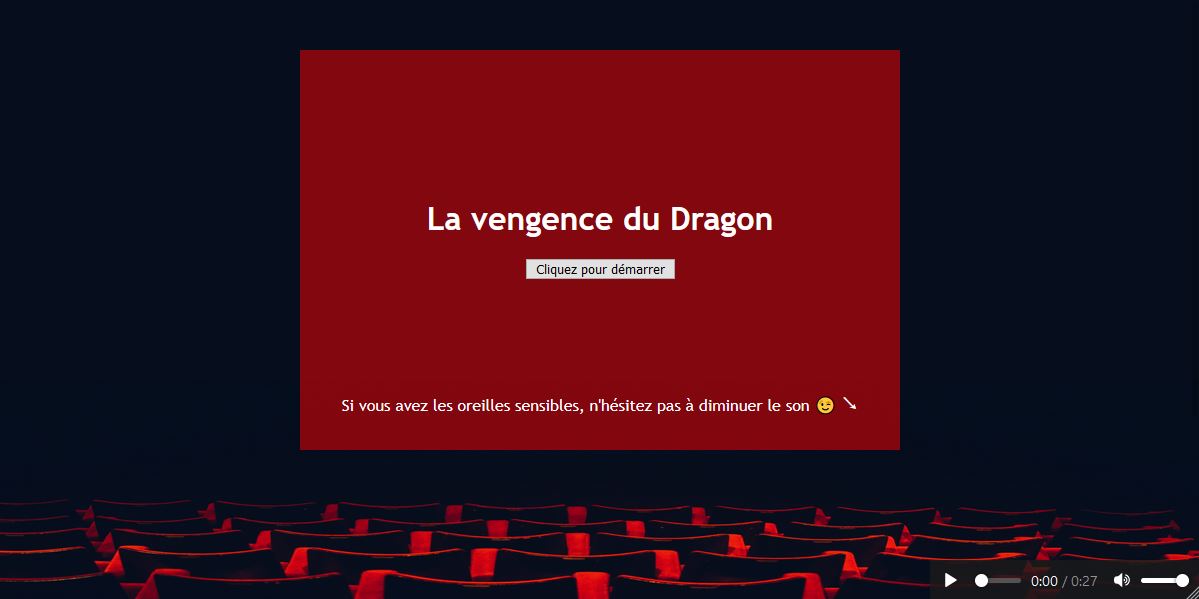 La vengence du Dragon
Cliquez pour démarrer
Si vous avez les oreilles sensibles, n'hésitez pas à diminuer le son 😉 ↘
0:00 / 0:27